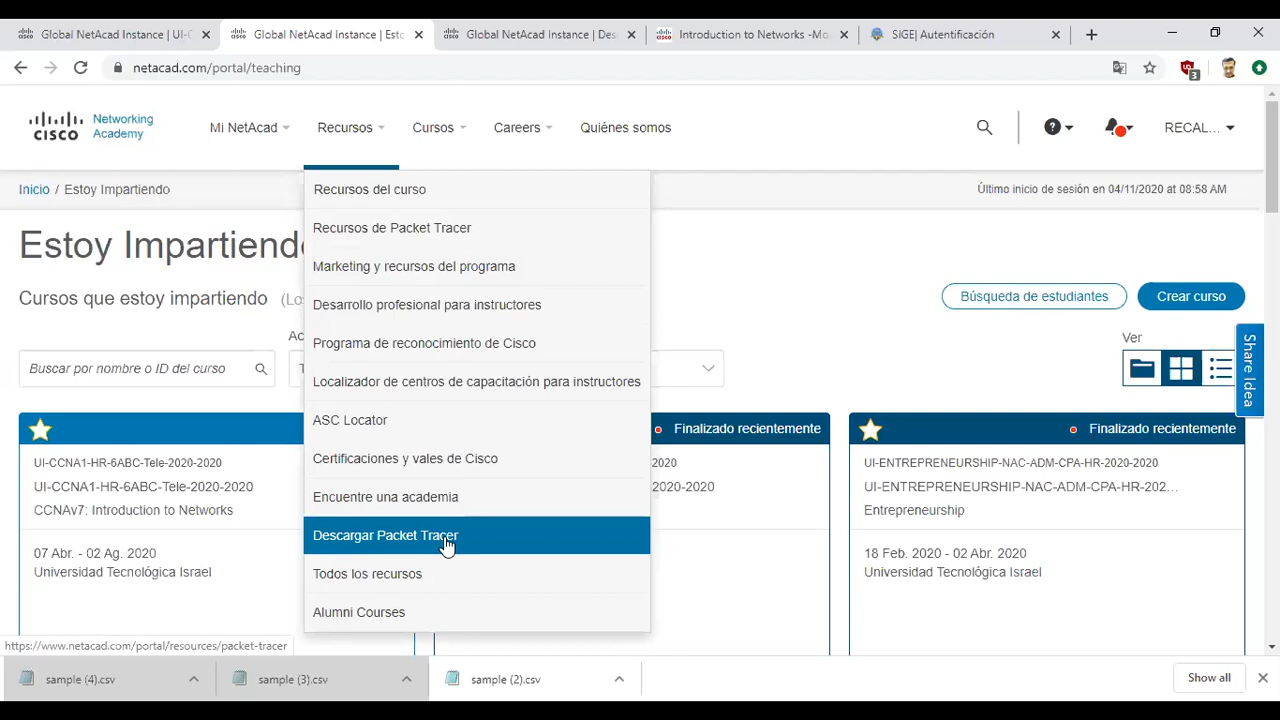 Global NetAcad Instance | UI-C
Global NetAcad Instance | Esto
Global NetAcad Instance | Des
Introduction to Networks -Mo
SIGE| Autentificación
netacad.com/portal/teaching
3
cisco
Networking
Academy
Mi NetAcad
Recursos
Cursos
Careers
Quiénes somos
RECAL...
Inicio / Estoy Impartiendo
Último inicio de sesión en 04/11/2020 at 08:58 AM
Recursos del curso
Recursos de Packet Tracer
Marketing y recursos del programa
Desarrollo profesional para instructores
Programa de reconocimiento de Cisco
Localizador de centros de capacitación para instructores
ASC Locator
Certificaciones y vales de Cisco
Encuentre una academia
Descargar Packet Tracer
Todos los recursos
Alumni Courses
Estoy Impartiendo
Cursos que estoy impartiendo (Los
Búsqueda de estudiantes
Crear curso
Ac
Ver
Buscar por nombre o ID del curso
T
Share Idea
UI-CCNA1-HR-6ABC-Tele-2020-2020
UI-CCNA1-HR-6ABC-Tele-2020-2020
CCNAv7: Introduction to Networks
07 Abr. - 02 Ag. 2020
Universidad Tecnológica Israel
Finalizado recientemente
2020
020-2020
Finalizado recientemente
UI-ENTREPRENEURSHIP-NAC-ADM-CPA-HR-2020-2020
UI-ENTREPRENEURSHIP-NAC-ADM-CPA-HR-202...
Entrepreneurship
18 Feb. 2020 - 02 Abr. 2020
Universidad Tecnológica Israel
https://www.netacad.com/portal/resources/packet-tracer
sample (4).csv
sample (3).csv
sample (2).csv
Show all